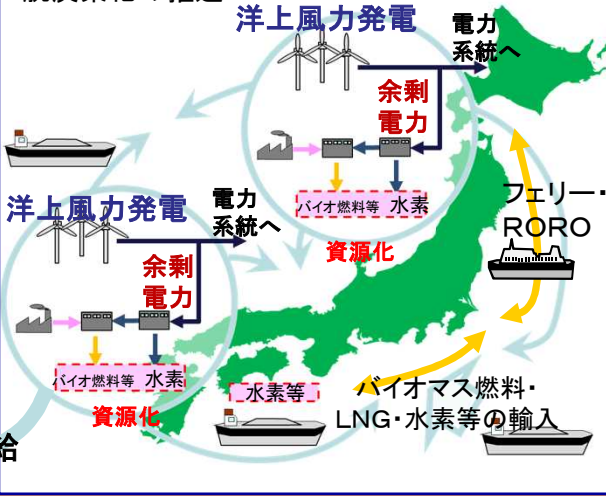 洋上風力発電
電力
系統へ
余剰
電力
バイオ燃料等 水素
資源化
洋上風力発電
電力
系統へ
余剰
電力
バイオ燃料等 水素
資源化
フェリー・
RORO
水素等
バイオマス燃料・
LNG・水素等の輸入
給